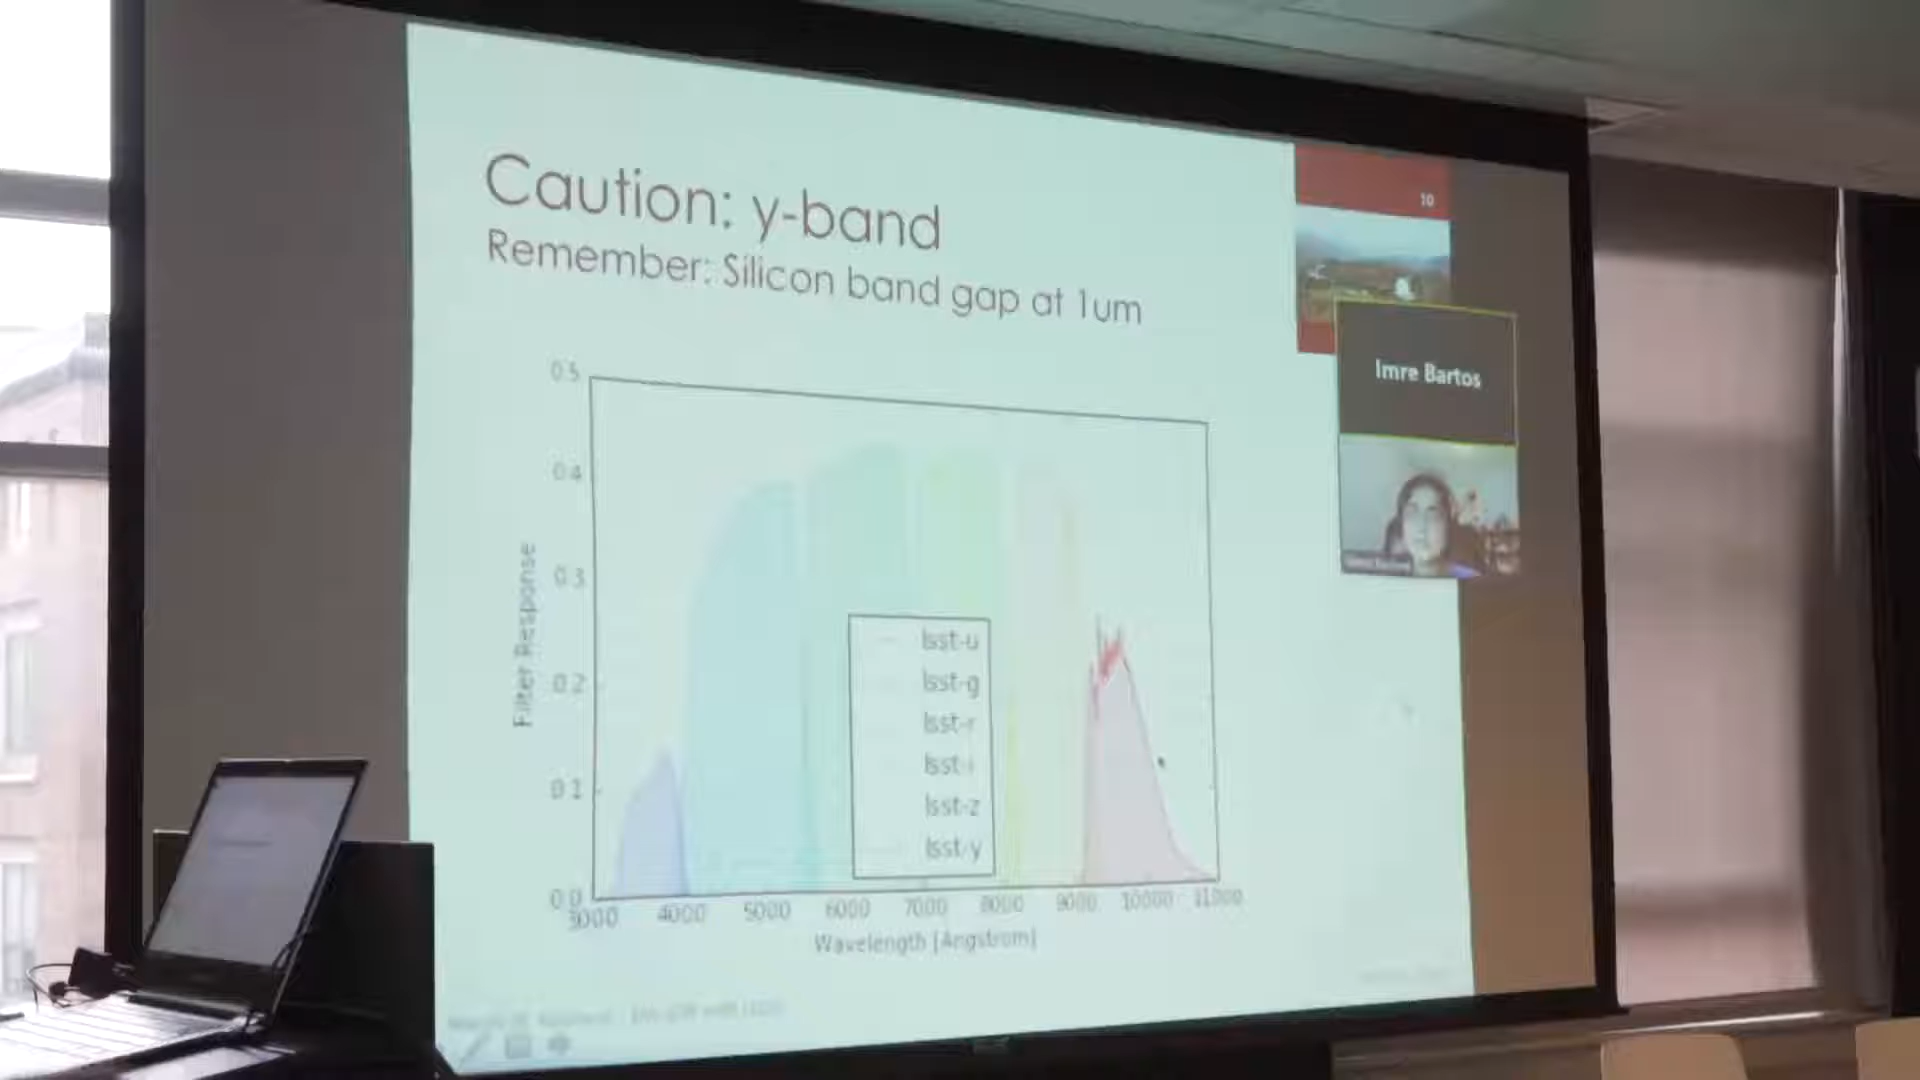 Caution: y-band
Remember: Silicon band gap at 1um
10
Imre Bartos
0.5
0.4
0.3
0.2
0.1
0.0
Filter Response
lsst-u
lsst-g
lsst-r
lsst-i
lsst-z
lsst-y
3000 4000 5000 6000 7000 8000 9000 10000 11000
Wavelength [Angstrom]